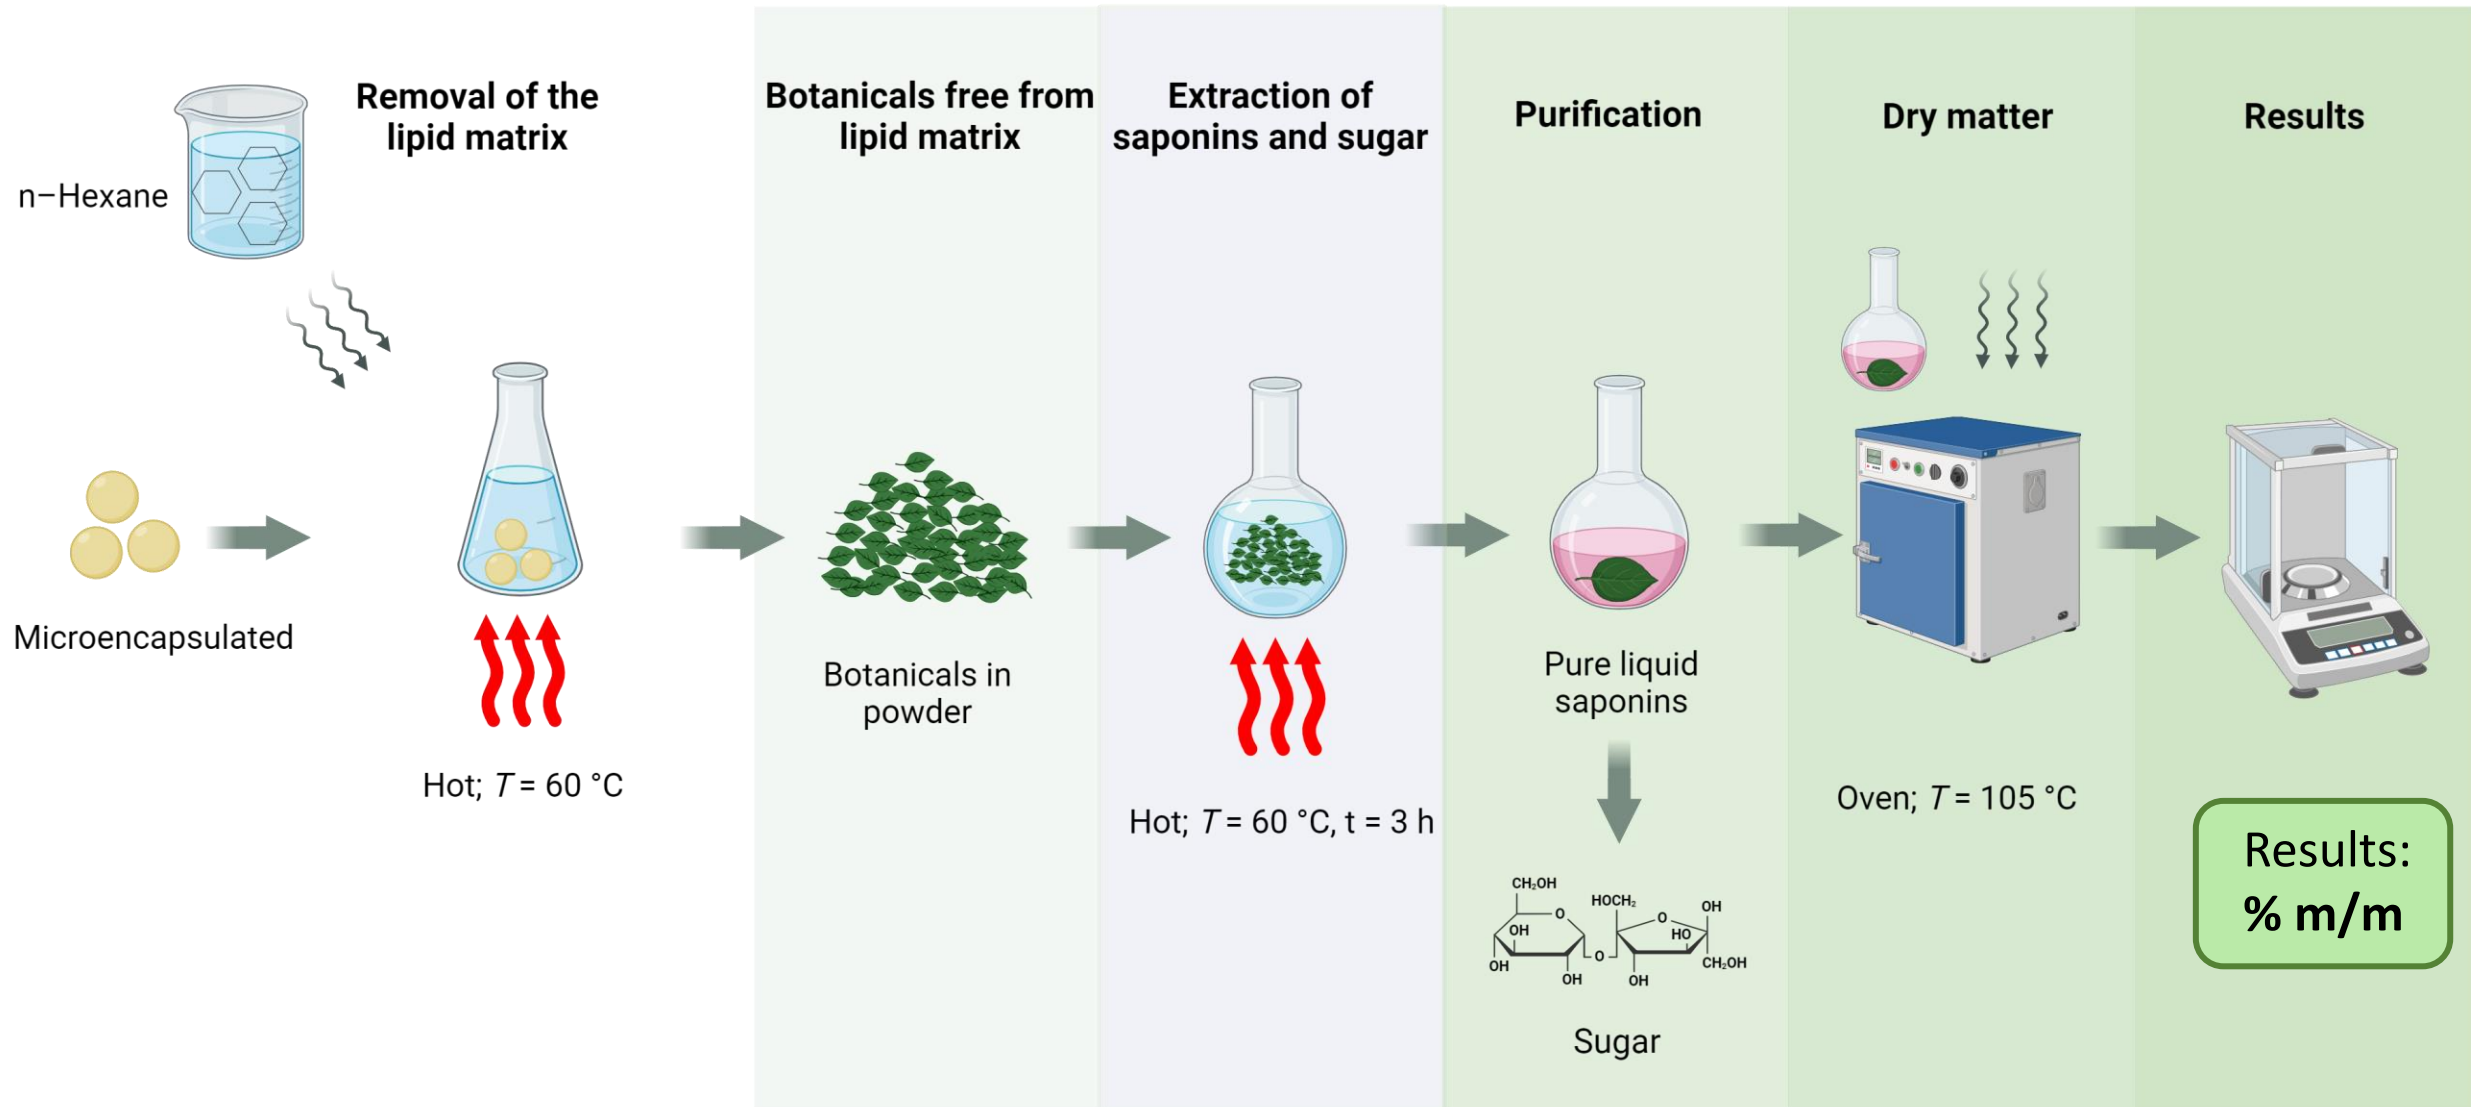 n–Hexane
Removal of the
lipid matrix
Microencapsulated
Hot; T = 60 °C
Botanicals free from
lipid matrix
Botanicals in
powder
Extraction of
saponins and sugar
Hot; T = 60 °C, t = 3 h
Purification
Pure liquid
saponins
CH₂OH
O
OH
OH
OH
O
HOCH₂
O
OH
HO
CH₂OH
OH
Sugar
Dry matter
Oven; T = 105 °C
Results
Results:
% m/m